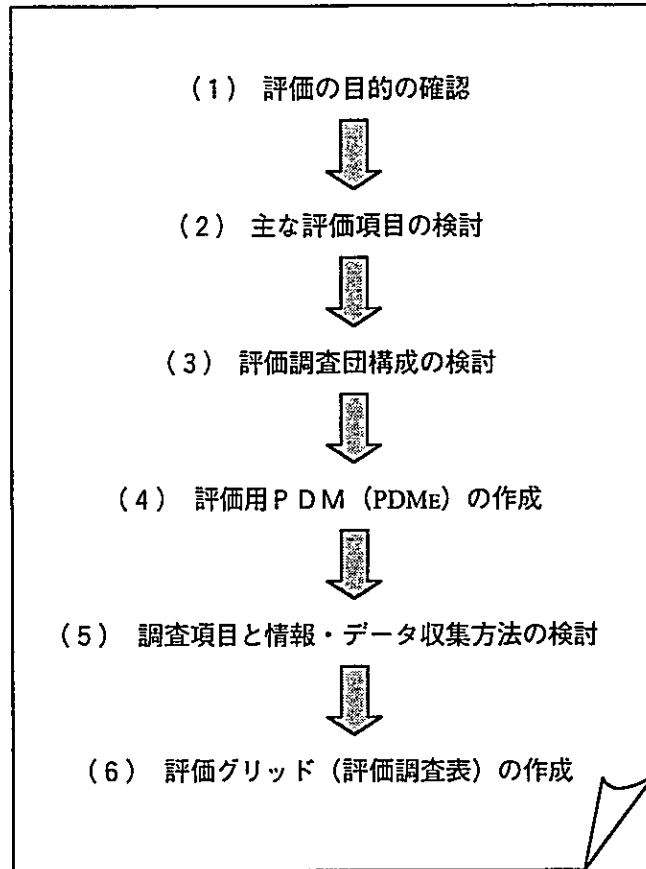 (1) 評価の目的の確認
(2) 主な評価項目の検討
(3) 評価調査団構成の検討
(4) 評価用PDM(PDME)の作成
(5) 調査項目と情報・データ収集方法の検討
(6) 評価グリッド(評価調査表)の作成